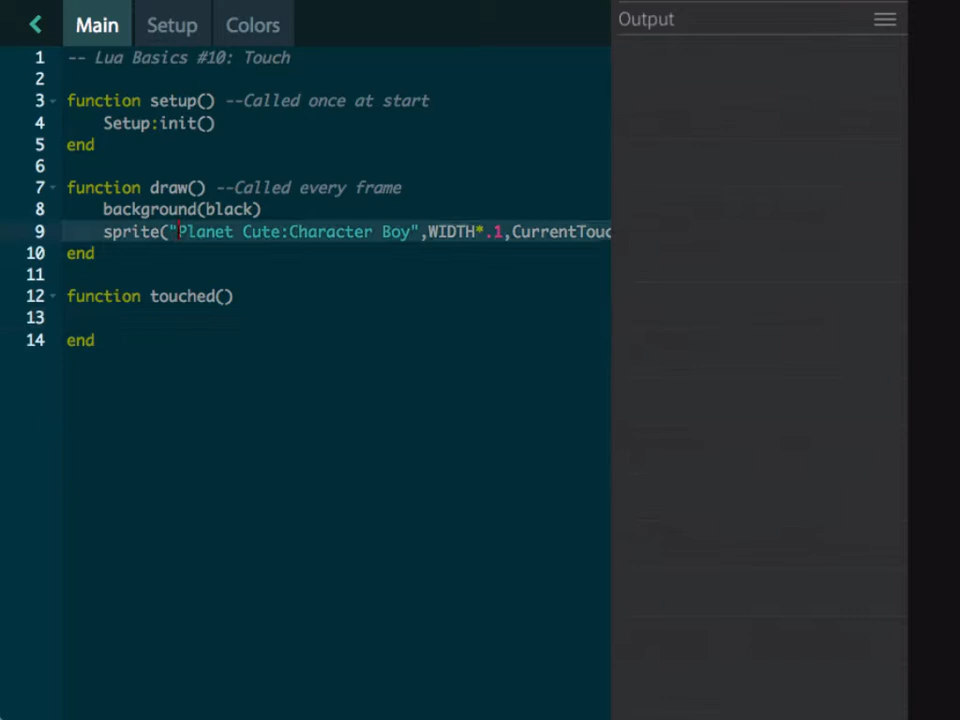 Main Setup Colors Output
1 -- Lua Basics #10: Touch
2
3 function setup() --Called once at start
4 Setup:init()
5 end
6
7 function draw() --Called every frame
8 background(black)
9 sprite("Planet Cute:Character Boy",WIDTH*.1,CurrentTouc
10 end
11
12 function touched()
13
14 end